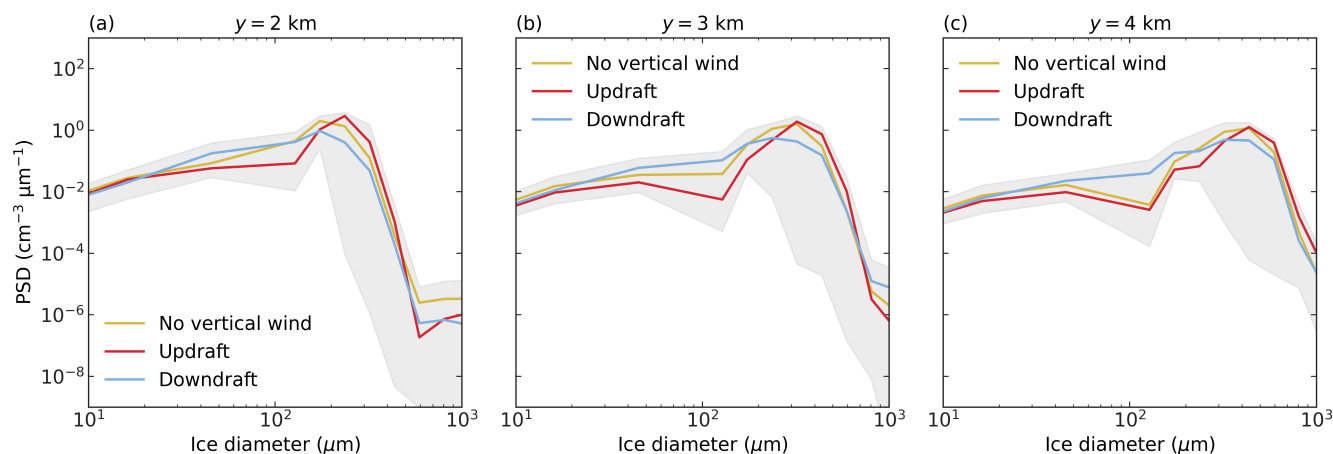 (a) y = 2 km
10²
10⁰
10⁻²
10⁻⁴
10⁻⁶
10⁻⁸
PSD (cm⁻³ μm⁻¹)
No vertical wind
Updraft
Downdraft
10¹ 10² 10³
Ice diameter (μm)
(b) y = 3 km
No vertical wind
Updraft
Downdraft
10¹ 10² 10³
Ice diameter (μm)
(c) y = 4 km
No vertical wind
Updraft
Downdraft
10¹ 10² 10³
Ice diameter (μm)